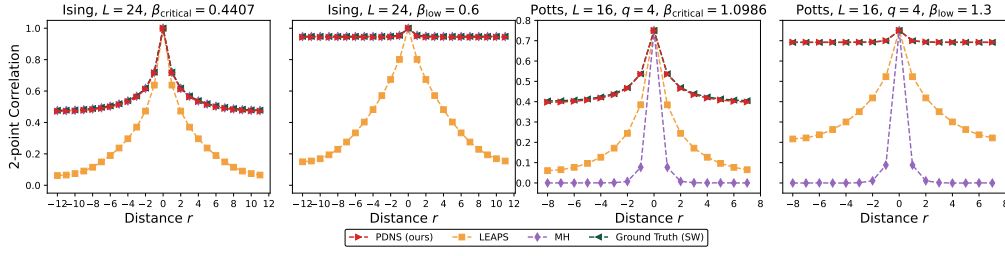 Ising, L = 24, β_critical = 0.4407
Ising, L = 24, β_low = 0.6
Potts, L = 16, q = 4, β_critical = 1.0986
Potts, L = 16, q = 4, β_low = 1.3
2-point Correlation
1.0
0.8
0.6
0.4
0.2
0.0
−12 −10 −8 −6 −4 −2 0 2 4 6 8 10 12
Distance r
−12 −10 −8 −6 −4 −2 0 2 4 6 8 10 12
Distance r
0.8
0.7
0.6
0.5
0.4
0.3
0.2
0.1
0.0
−8 −6 −4 −2 0 2 4 6 8
Distance r
−8 −6 −4 −2 0 2 4 6 8
Distance r
PDNS (ours) LEAPS MH Ground Truth (SW)